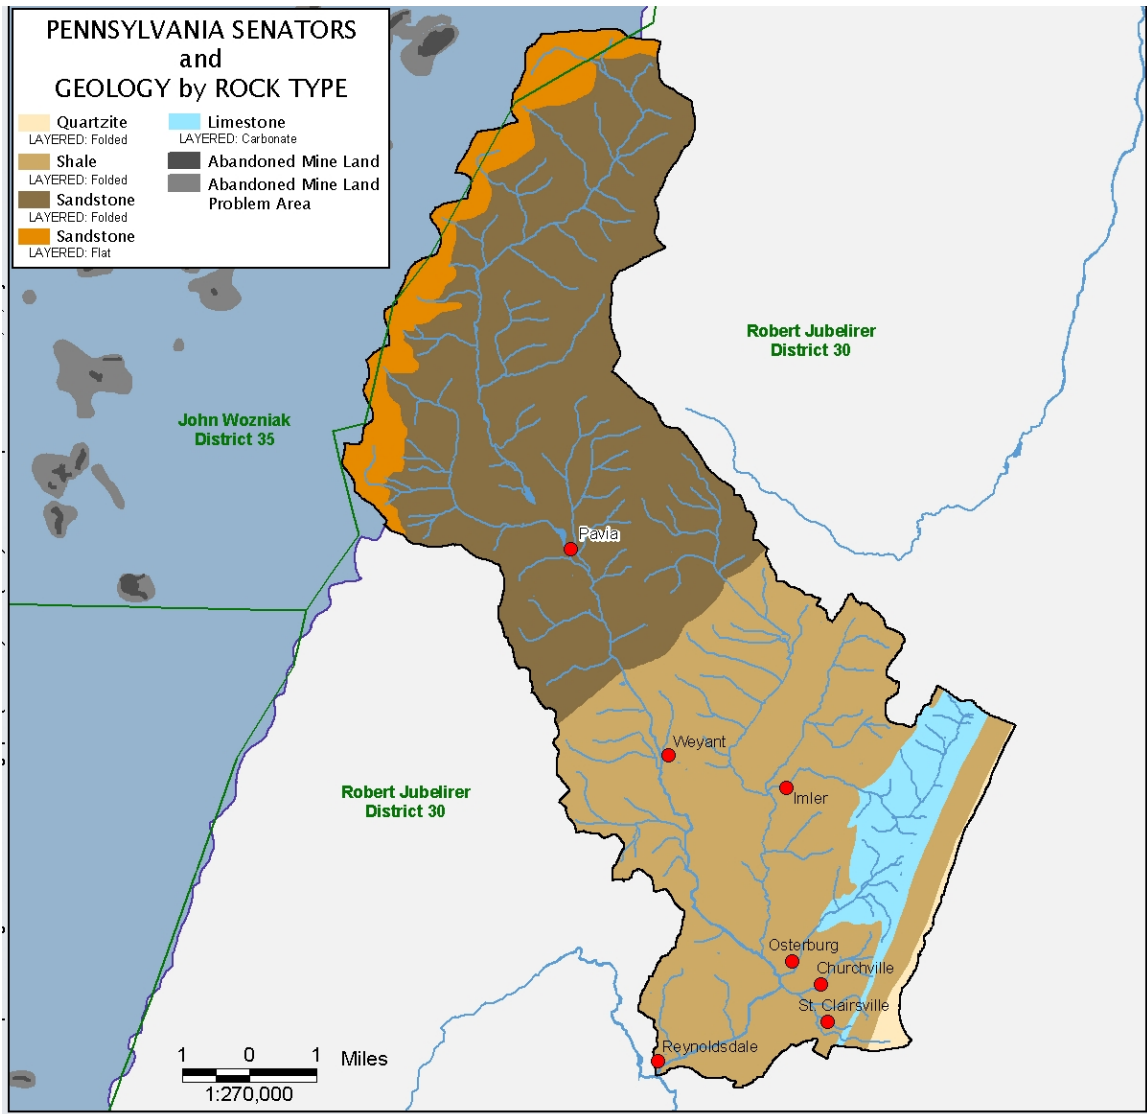 PENNSYLVANIA SENATORS
and
GEOLOGY by ROCK TYPE
Quartzite
LAYERED: Folded
Shale
LAYERED: Folded
Sandstone
LAYERED: Folded
Sandstone
LAYERED: Flat
Limestone
LAYERED: Carbonate
Abandoned Mine Land
Abandoned Mine Land
Problem Area
Robert Jubelirer
District 30
John Wozniak
District 35
Pavia
Weyant
Imler
Robert Jubelirer
District 30
Osterburg
Churchville
St. Clairsville
Reynoldsdale
1 0 1 Miles
1:270,000